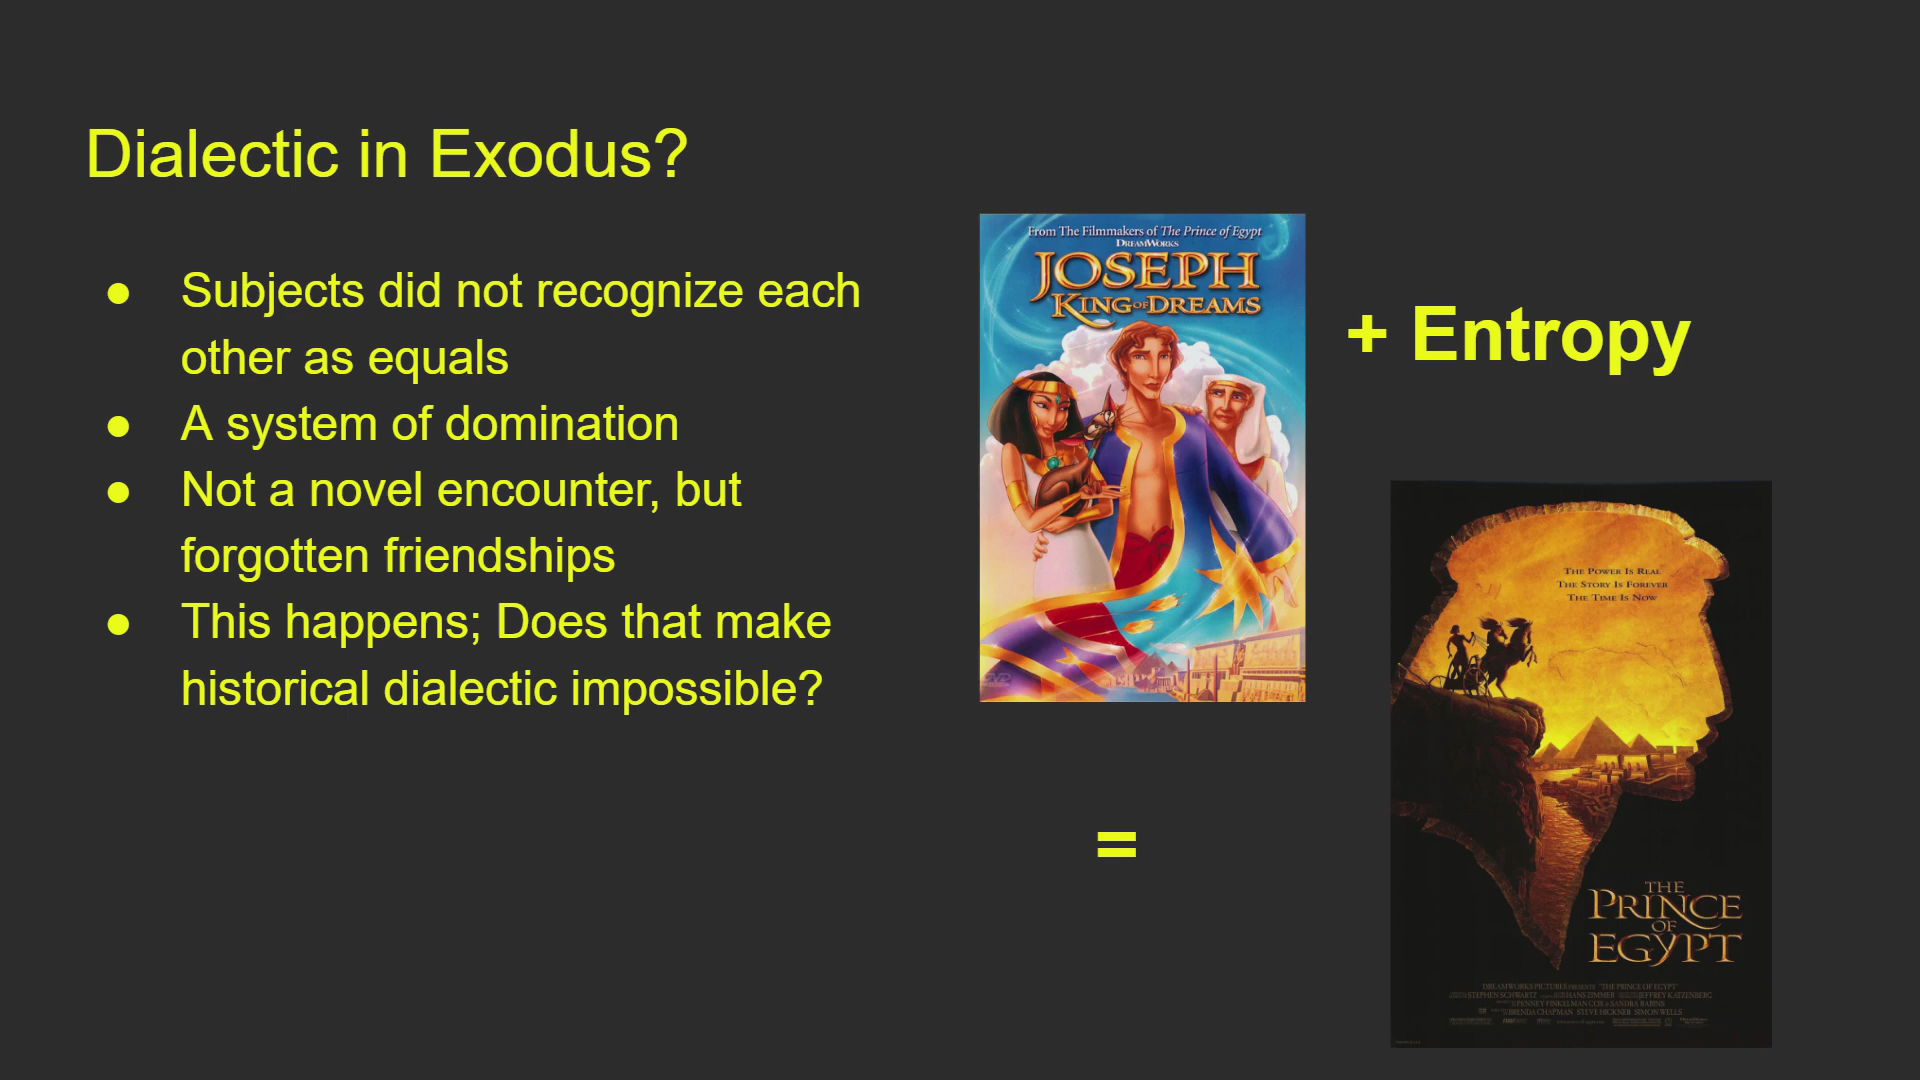 Dialectic in Exodus?
● Subjects did not recognize each
other as equals
● A system of domination
● Not a novel encounter, but
forgotten friendships
● This happens; Does that make
historical dialectic impossible?
From The Filmmakers of The Prince of Egypt
DREAMWORKS
JOSEPH
KING OF DREAMS
+ Entropy
=
THE POWER IS REAL
THE STORY IS FOREVER
THE TIME IS NOW
THE
PRINCE
OF
EGYPT
DREAMWORKS PICTURES PRESENTS "THE PRINCE OF EGYPT"
STEPHEN SCHWARTZ HANS ZIMMER JEFFREY KATZENBERG
PENNEY FINKELMAN COX & SANDRA RABINS
BRENDA CHAPMAN STEVE HICKNER SIMON WELLS